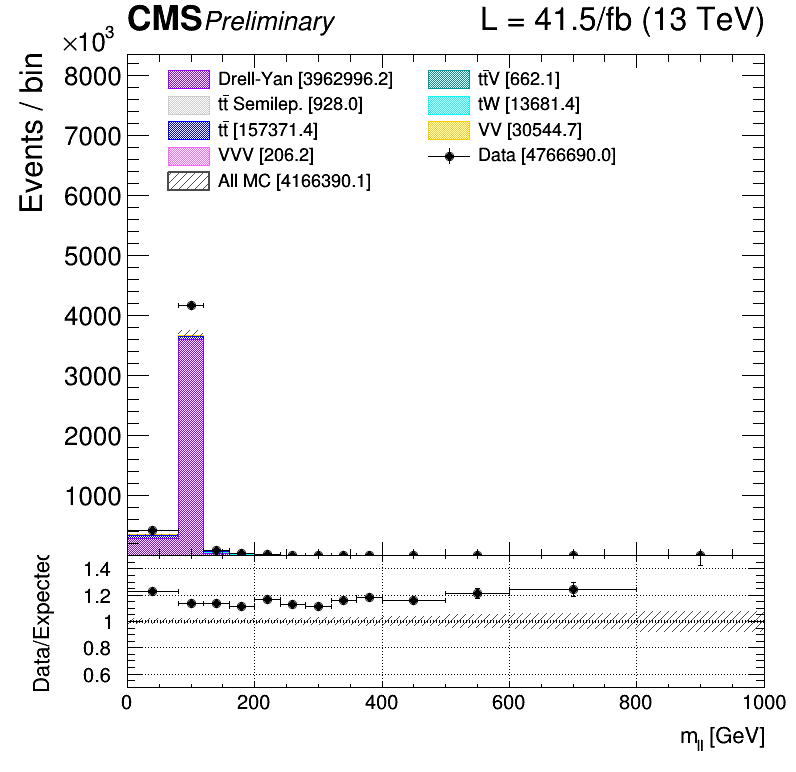 CMS Preliminary L = 41.5/fb (13 TeV)
×10³
Events / bin
8000
7000
6000
5000
4000
3000
2000
1000
Drell-Yan [3962996.2]
tt̄ Semilep. [928.0]
tt̄ [157371.4]
VVV [206.2]
All MC [4166390.1]
tt̄V [662.1]
tW [13681.4]
VV [30544.7]
Data [4766690.0]
Data/Expected
1.4
1.2
1
0.8
0.6
0 200 400 600 800 1000
m_ll [GeV]